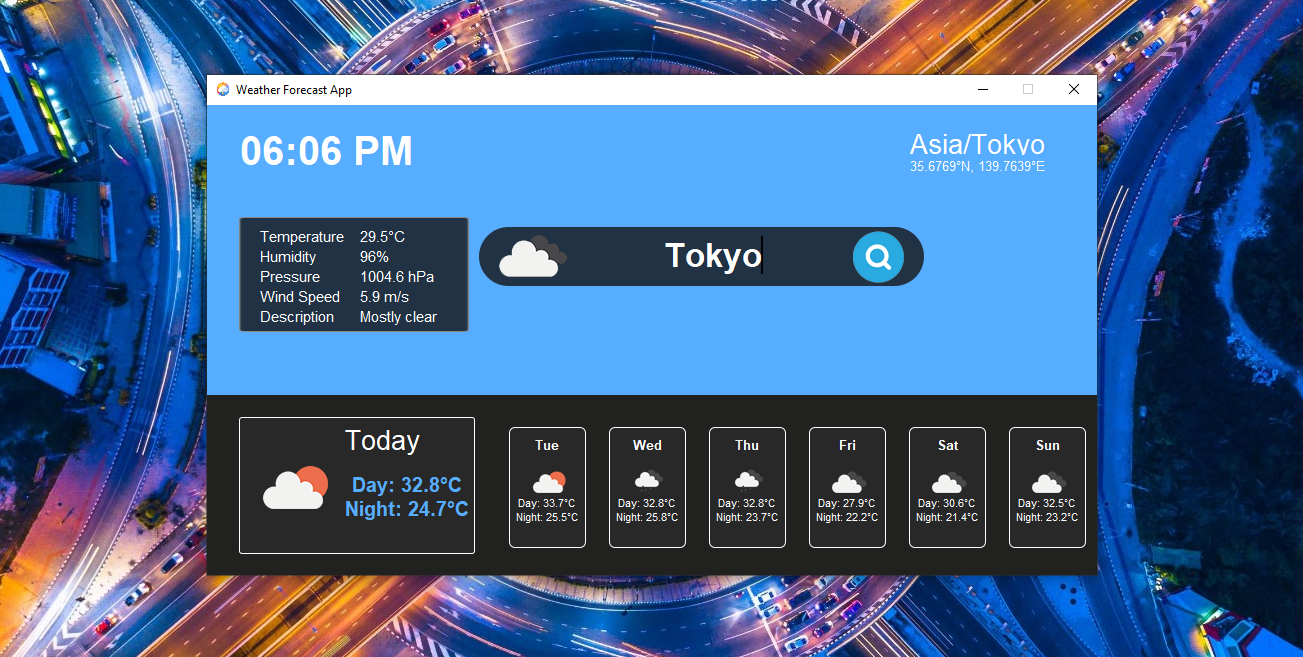 Weather Forecast App
06:06 PM
Asia/Tokyo
35.6769°N, 139.7639°E
Temperature 29.5°C
Humidity 96%
Pressure 1004.6 hPa
Wind Speed 5.9 m/s
Description Mostly clear
Tokyo
Today
Day: 32.8°C
Night: 24.7°C
Tue
Day: 33.7°C
Night: 25.5°C
Wed
Day: 32.8°C
Night: 25.8°C
Thu
Day: 32.8°C
Night: 23.7°C
Fri
Day: 27.9°C
Night: 22.2°C
Sat
Day: 30.6°C
Night: 21.4°C
Sun
Day: 32.5°C
Night: 23.2°C